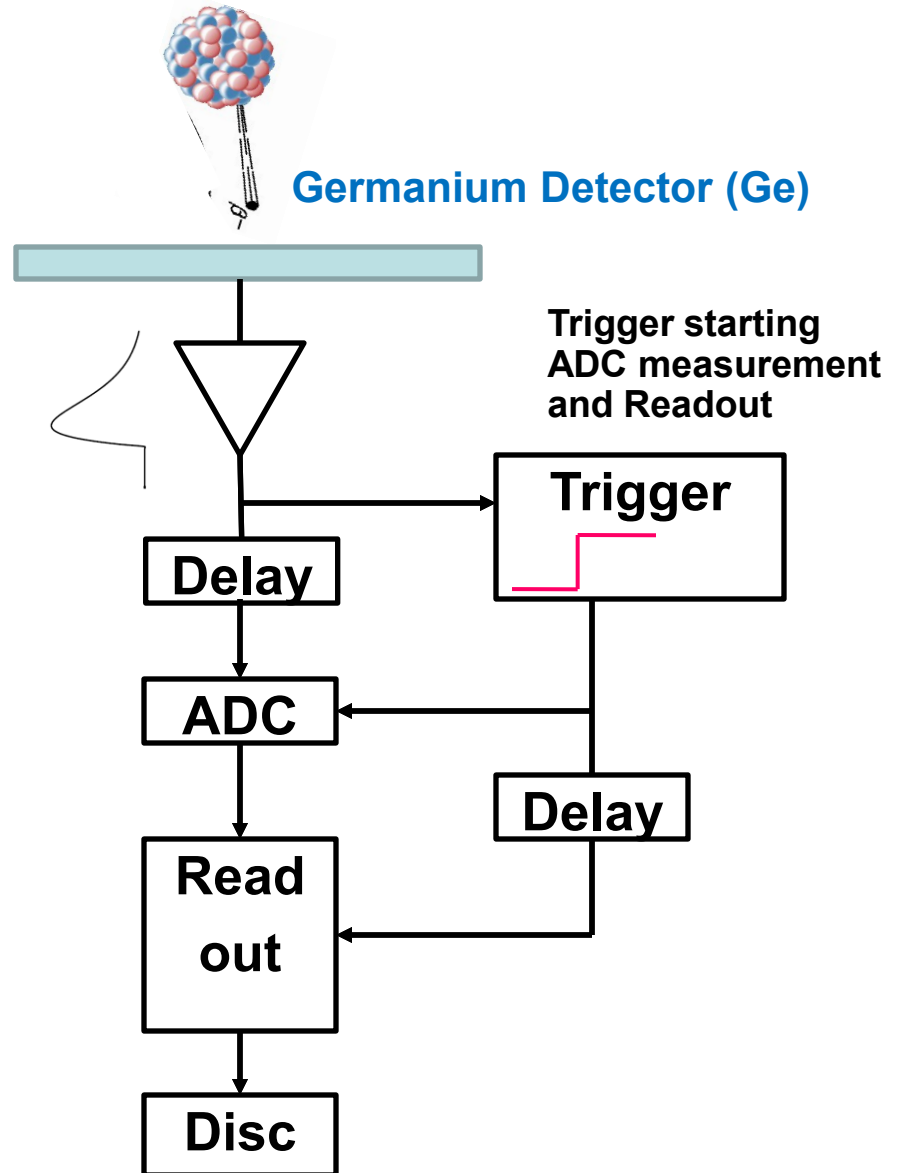 β-
Germanium Detector (Ge)
Trigger starting
ADC measurement
and Readout
Trigger
Delay
ADC
Delay
Read
out
Disc